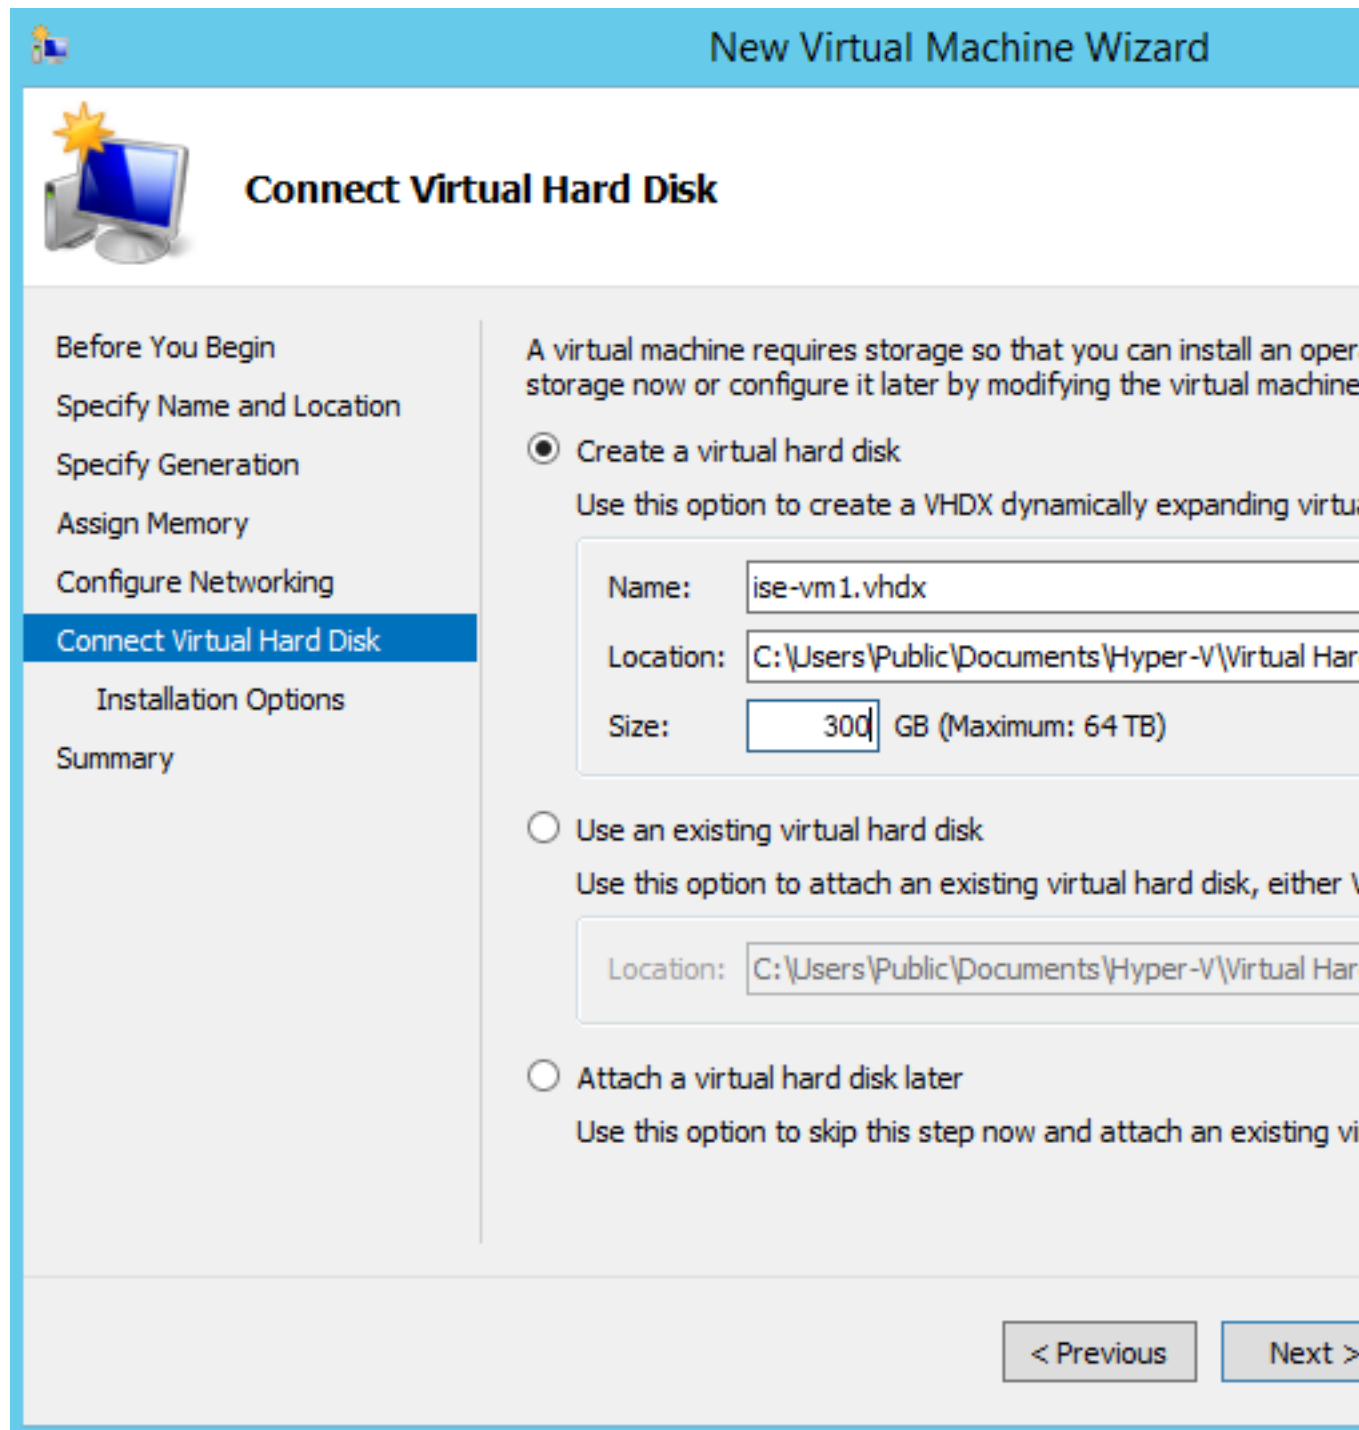 New Virtual Machine Wizard
Connect Virtual Hard Disk
Before You Begin
Specify Name and Location
Specify Generation
Assign Memory
Configure Networking
Connect Virtual Hard Disk
Installation Options
Summary
A virtual machine requires storage so that you can install an
storage now or configure it later by modifying the virtual machine
Create a virtual hard disk
Use this option to create a VHDX dynamically expanding
Name: ise-vm1.vhdx
Location: C:\Users\Public\Documents\Hyper-V\Virtual
Size: 300 GB (Maximum: 64 TB)
Use an existing virtual hard disk
Use this option to attach an existing virtual hard disk, either
Location: C:\Users\Public\Documents\Hyper-V\Virtual
Attach a virtual hard disk later
Use this option to skip this step now and attach an existing
< Previous Next >